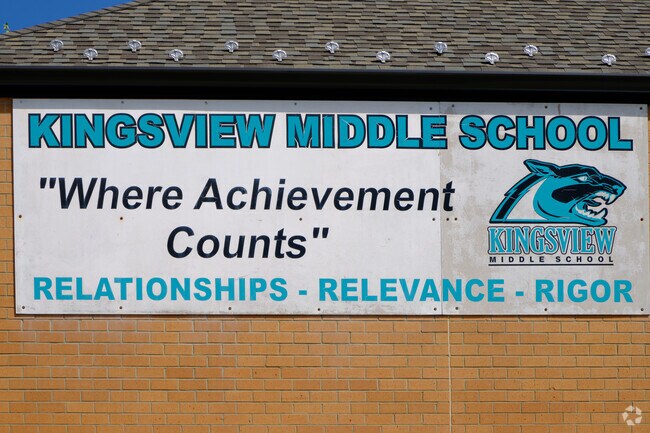 KINGSVIEW MIDDLE SCHOOL
"Where Achievement
Counts"
KINGSVIEW
MIDDLE SCHOOL
RELATIONSHIPS - RELEVANCE - RIGOR